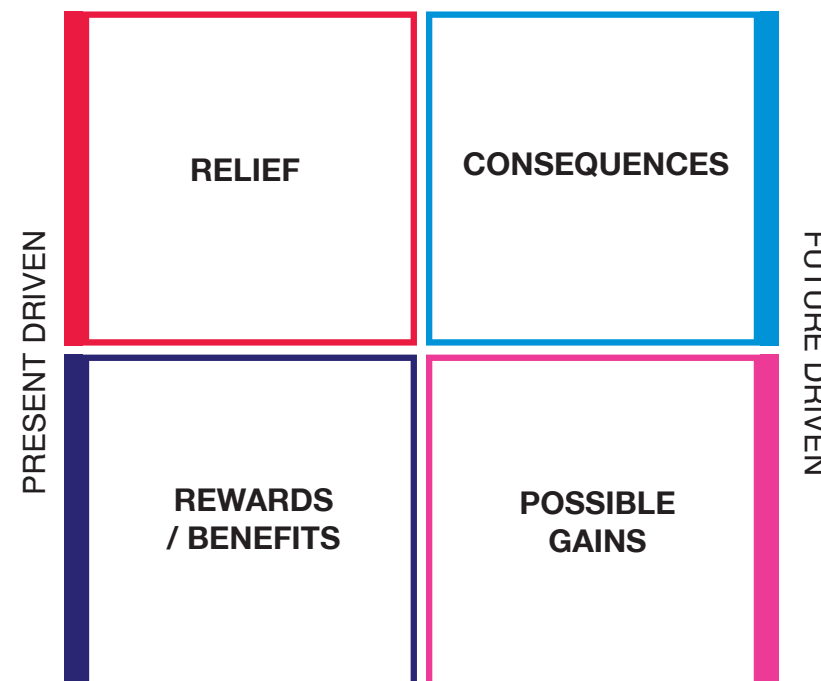 RELIEF
CONSEQUENCES
PRESENT DRIVEN
FUTURE DRIVEN
REWARDS
/ BENEFITS
POSSIBLE
GAINS